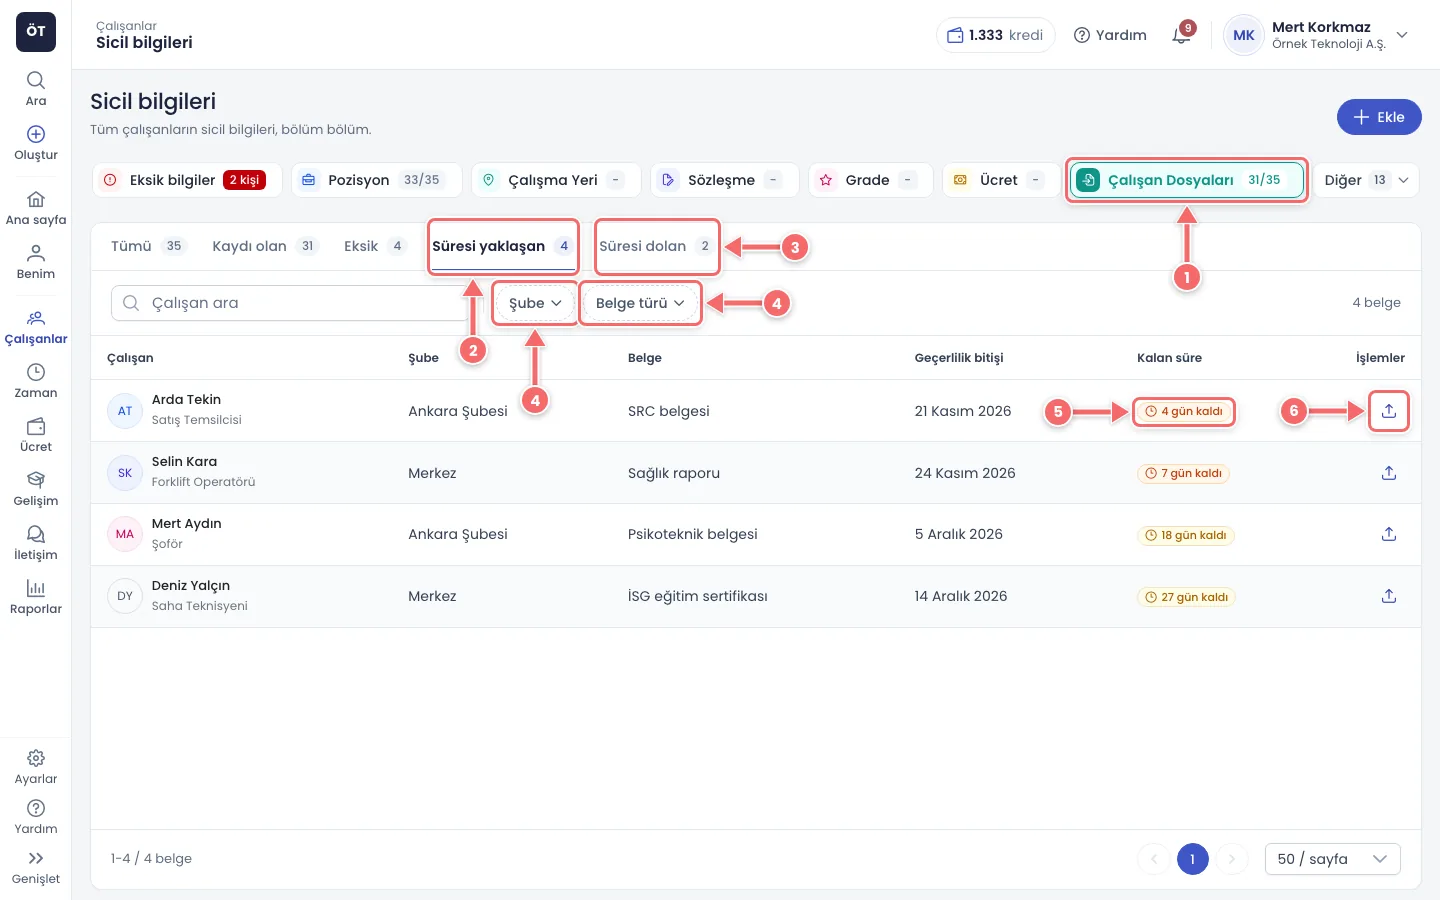 ÖT
Ara
Oluştur
Ana sayfa
Benim
Çalışanlar
Zaman
Ücret
Gelişim
İletişim
Raporlar
Ayarlar
Yardım
Genişlet
Çalışanlar
Sicil bilgileri
1.333 kredi
Yardım
9
MK
Mert Korkmaz
Örnek Teknoloji A.Ş.
Sicil bilgileri
Tüm çalışanların sicil bilgileri, bölüm bölüm.
Ekle
Eksik bilgiler 2 kişi
Pozisyon 33/35
Çalışma Yeri -
Sözleşme -
Grade -
Ücret -
Çalışan Dosyaları 31/35
Diğer 13
1
Tümü 35
Kaydı olan 31
Eksik 4
Süresi yaklaşan 4
Süresi dolan 2
3
Çalışan ara
Şube
Belge türü
4
4 belge
2
4
Çalışan Şube Belge Geçerlilik bitişi Kalan süre İşlemler
AT
Arda Tekin
Satış Temsilcisi
Ankara Şubesi
SRC belgesi
21 Kasım 2026
5
4 gün kaldı
6
SK
Selin Kara
Forklift Operatörü
Merkez
Sağlık raporu
24 Kasım 2026
7 gün kaldı
MA
Mert Aydın
Şoför
Ankara Şubesi
Psikoteknik belgesi
5 Aralık 2026
18 gün kaldı
DY
Deniz Yalçın
Saha Teknisyeni
Merkez
İSG eğitim sertifikası
14 Aralık 2026
27 gün kaldı
1-4 / 4 belge
1
50 / sayfa